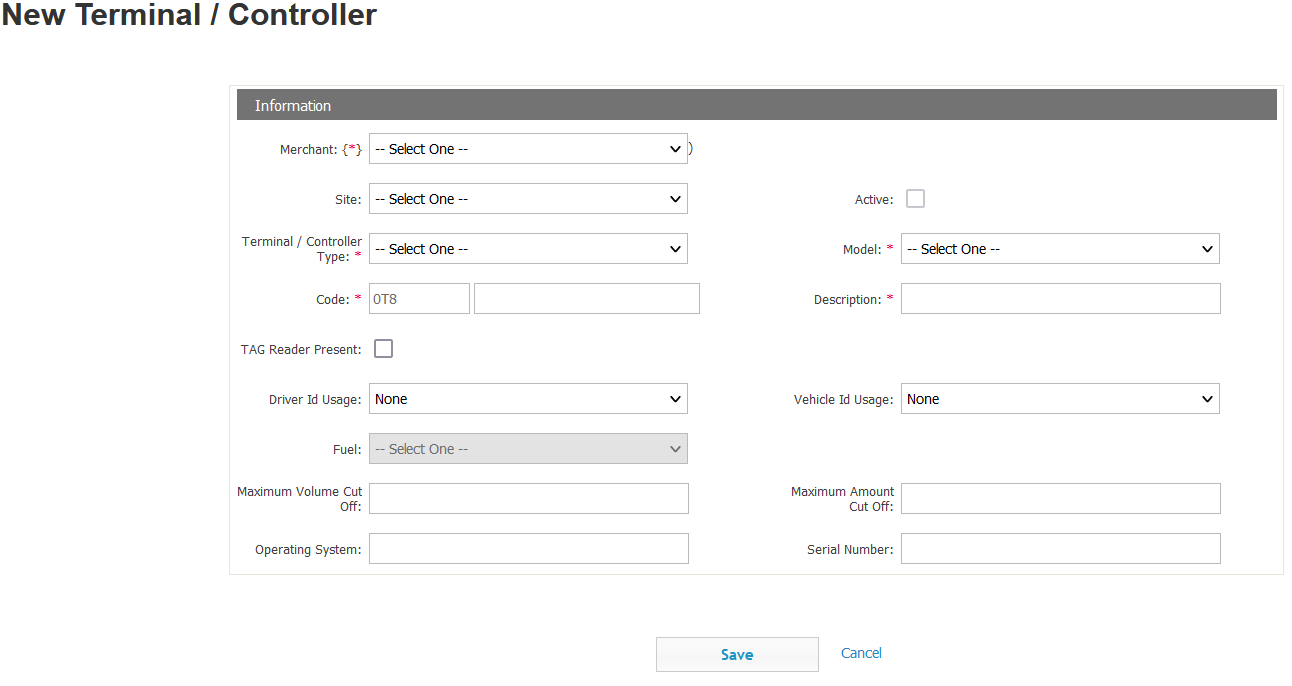 New Terminal / Controller
Information
Merchant: {*} -- Select One -- )
Site: -- Select One -- Active:
Terminal / Controller
Type: * -- Select One -- Model: * -- Select One --
Code: * 0T8 Description: *
TAG Reader Present:
Driver Id Usage: None Vehicle Id Usage: None
Fuel: -- Select One --
Maximum Volume Cut
Off:
Maximum Amount
Cut Off:
Operating System: Serial Number:
Save Cancel